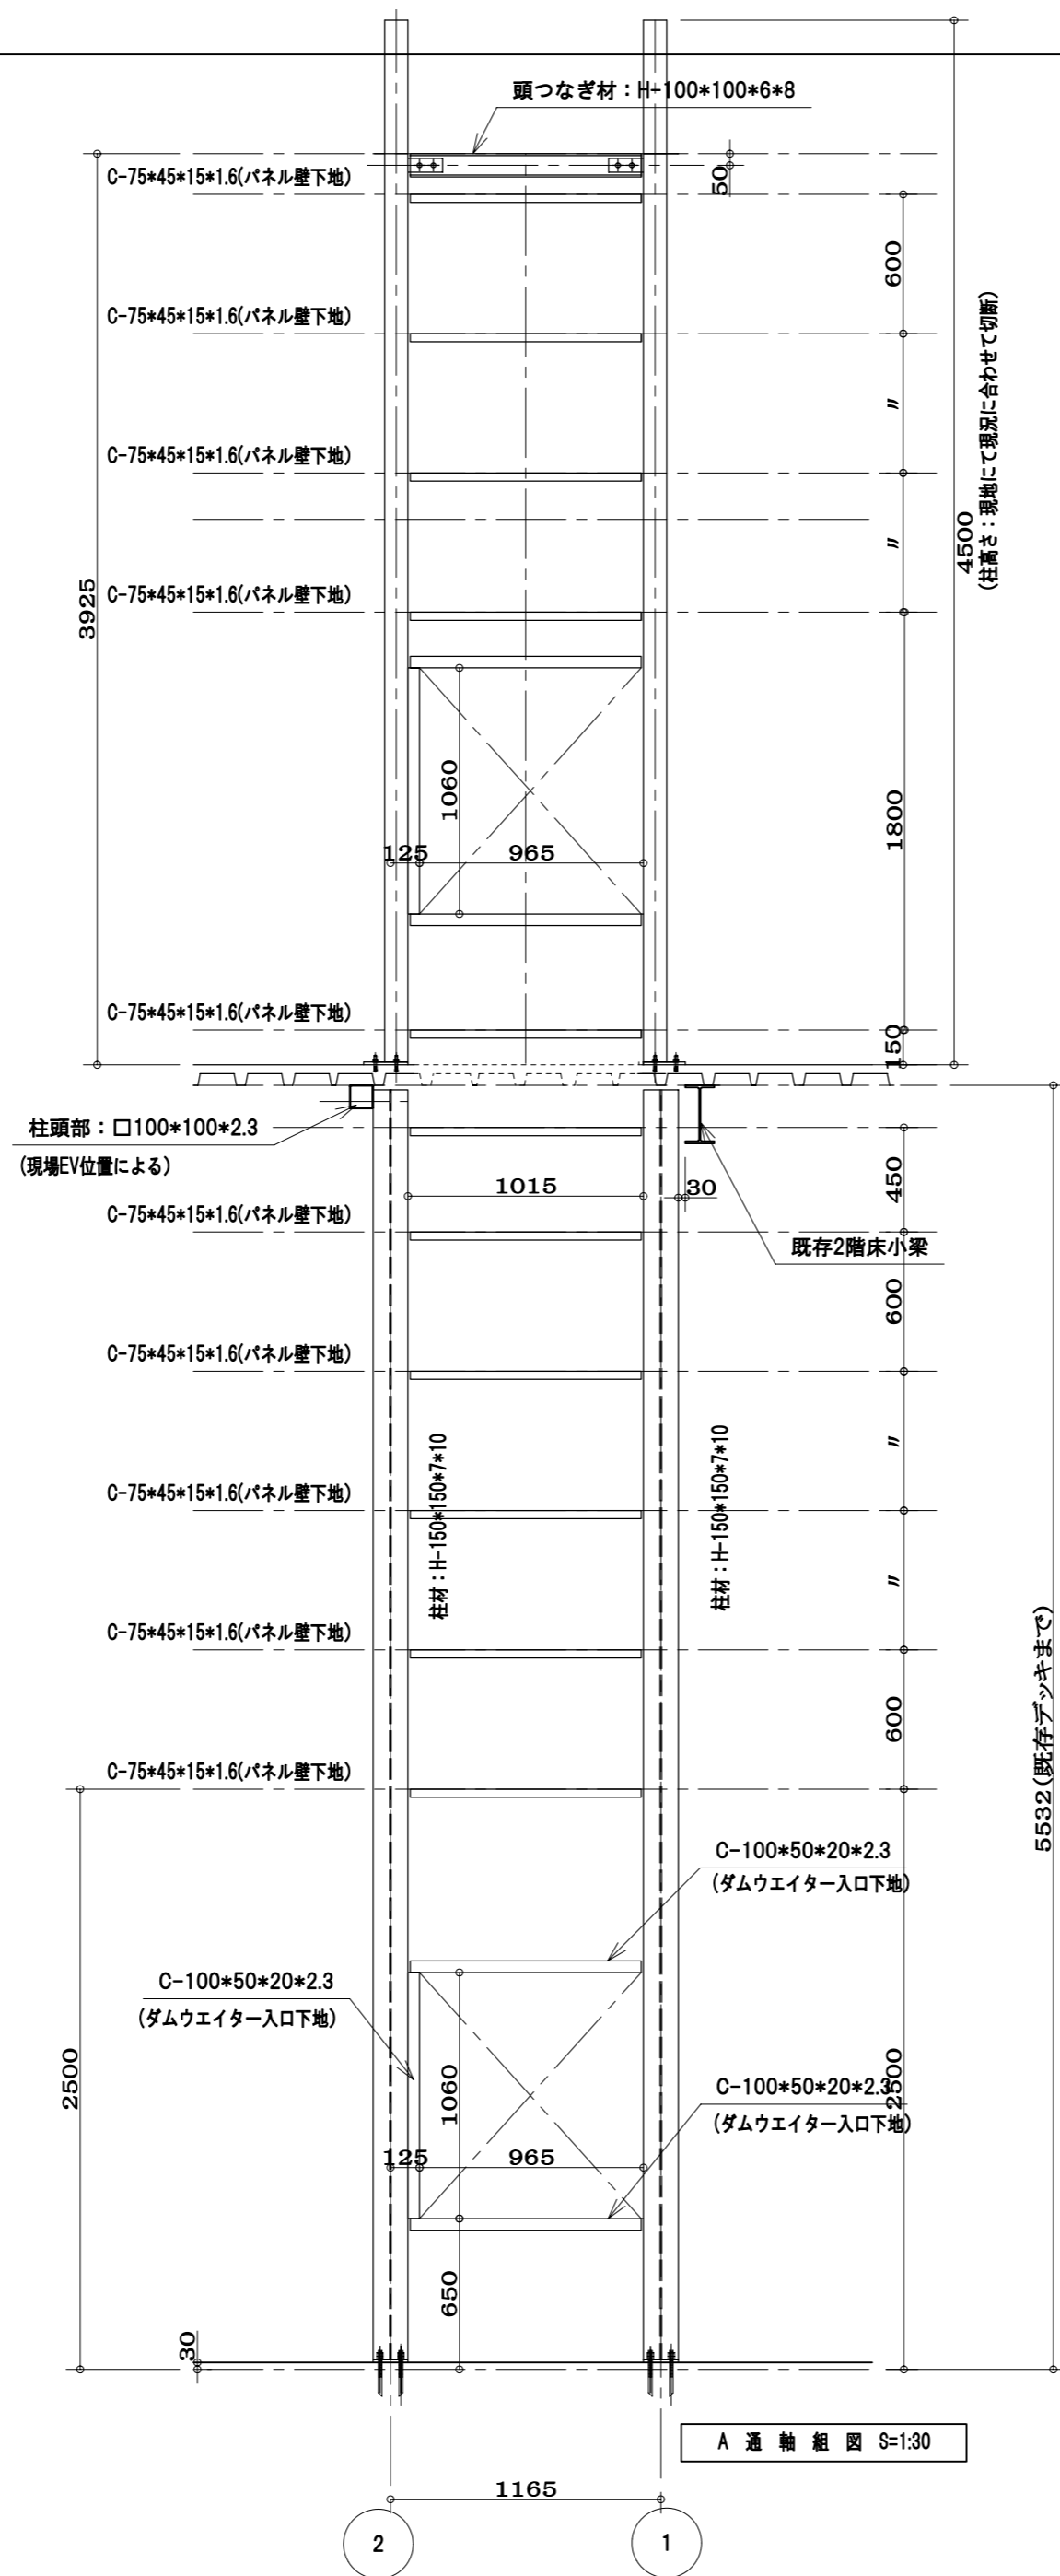 頭つなぎ材：H-100*100*6*8
50
C-75*45*15*1.6(パネル壁下地)
600
C-75*45*15*1.6(パネル壁下地)
〃
C-75*45*15*1.6(パネル壁下地)
〃
4500
(柱高さ：現地にて現況に合わせて切断)
3925
C-75*45*15*1.6(パネル壁下地)
1060
1800
125
965
C-75*45*15*1.6(パネル壁下地)
150
柱頭部：□100*100*2.3
(現場EV位置による)
450
1015
30
C-75*45*15*1.6(パネル壁下地)
既存2階床小梁
600
C-75*45*15*1.6(パネル壁下地)
〃
柱材：H-150*150*7*10
柱材：H-150*150*7*10
C-75*45*15*1.6(パネル壁下地)
〃
C-75*45*15*1.6(パネル壁下地)
5532(既存デッキまで)
600
C-75*45*15*1.6(パネル壁下地)
C-100*50*20*2.3
(ダムウエイター入口下地)
C-100*50*20*2.3
(ダムウエイター入口下地)
2500
1060
2500
C-100*50*20*2.3
(ダムウエイター入口下地)
125
965
650
30
A 通 軸 組 図 S=1:30
1165
2
1